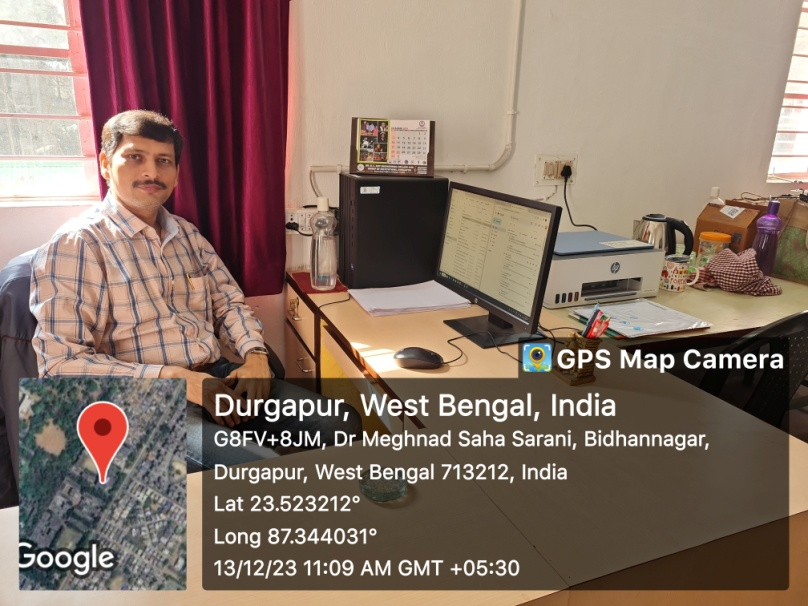 hp
GPS Map Camera
Durgapur, West Bengal, India
G8FV+8JM, Dr Meghnad Saha Sarani, Bidhannagar,
Durgapur, West Bengal 713212, India
Lat 23.523212°
Long 87.344031°
13/12/23 11:09 AM GMT +05:30
Google